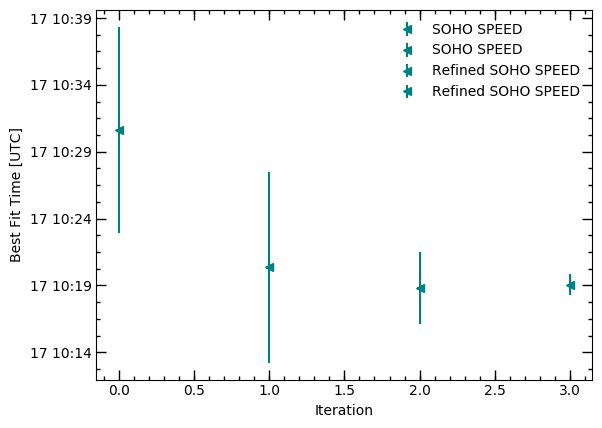 17 10:39
17 10:34
17 10:29
17 10:24
17 10:19
17 10:14
Best Fit Time [UTC]
SOHO SPEED
SOHO SPEED
Refined SOHO SPEED
Refined SOHO SPEED
0.0 0.5 1.0 1.5 2.0 2.5 3.0
Iteration